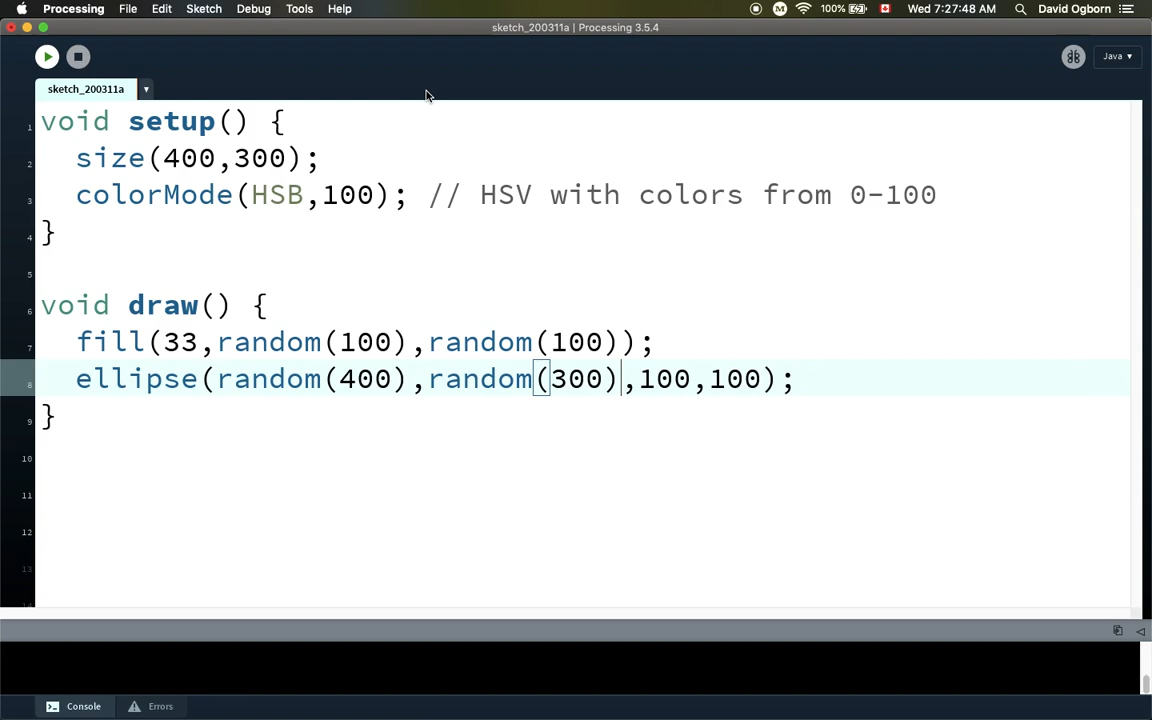 Processing File Edit Sketch Debug Tools Help M 100% Wed 7:27:48 AM David Ogborn
sketch_200311a | Processing 3.5.4
Java ▾
sketch_200311a ▾
1 void setup() {
2 size(400,300);
3 colorMode(HSB,100); // HSV with colors from 0-100
4 }
5
6 void draw() {
7 fill(33,random(100),random(100));
8 ellipse(random(400),random(300),100,100);
9 }
10
11
12
13
14
Console Errors